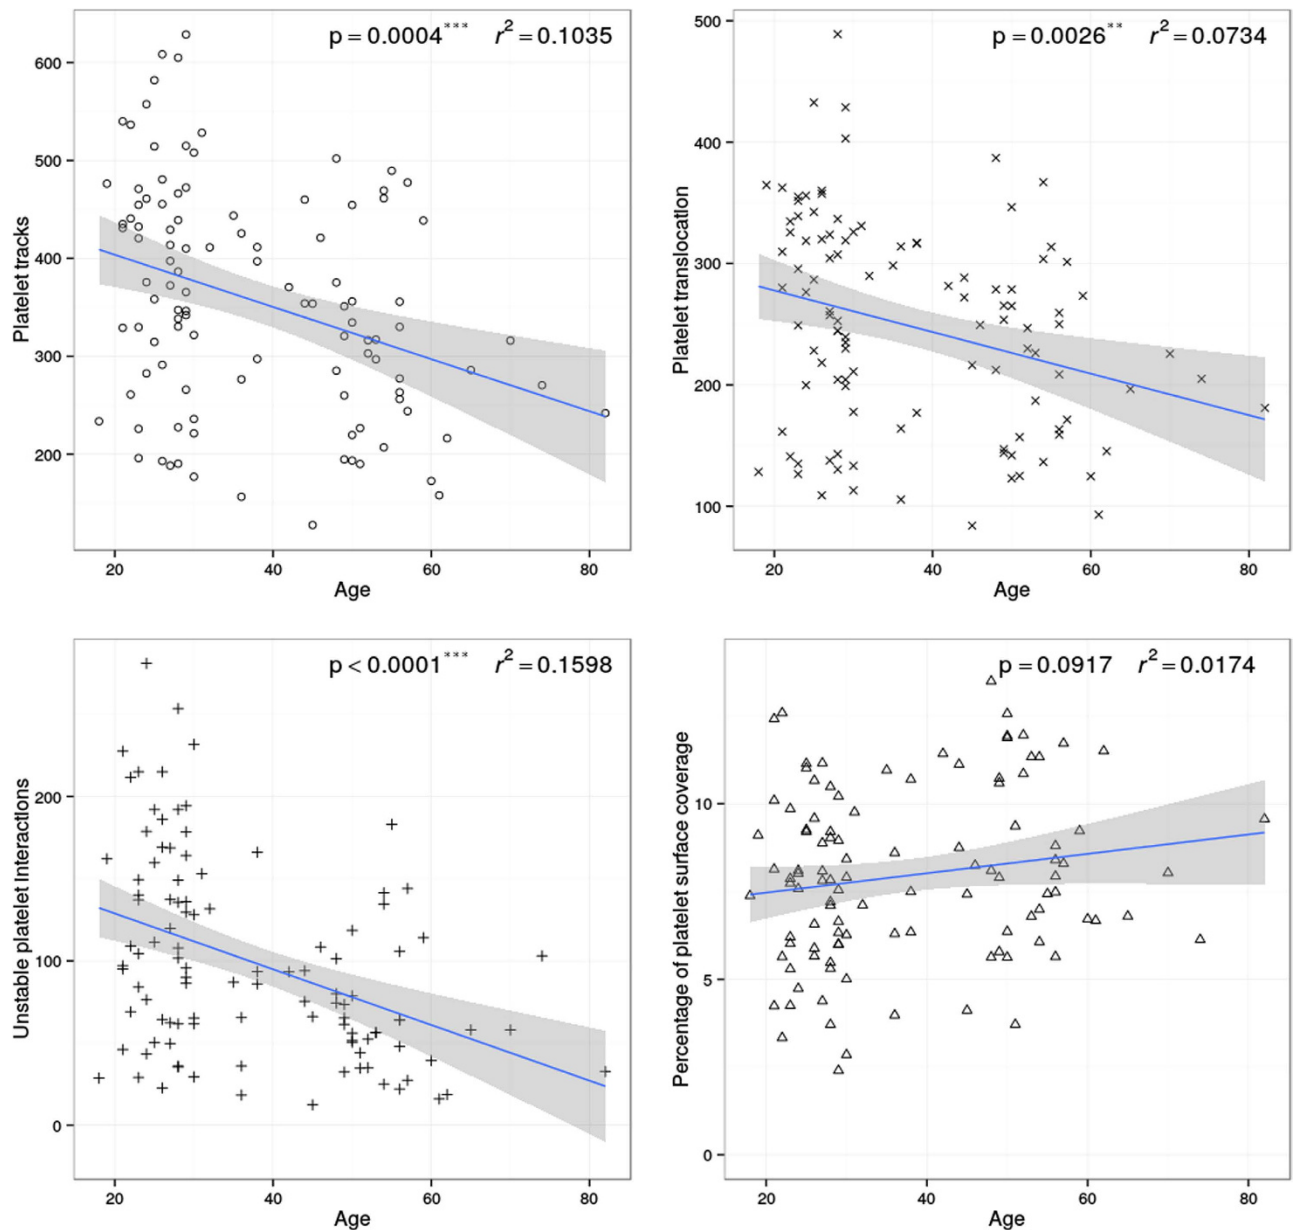 p = 0.0004*** r² = 0.1035
600
500
400
300
200
Platelet tracks
20 40 60 80
Age
p = 0.0026** r² = 0.0734
500
400
300
200
100
Platelet translocation
20 40 60 80
Age
p < 0.0001*** r² = 0.1598
200
100
0
Unstable platelet Interactions
20 40 60 80
Age
p = 0.0917 r² = 0.0174
10
5
0
Percentage of platelet surface coverage
20 40 60 80
Age